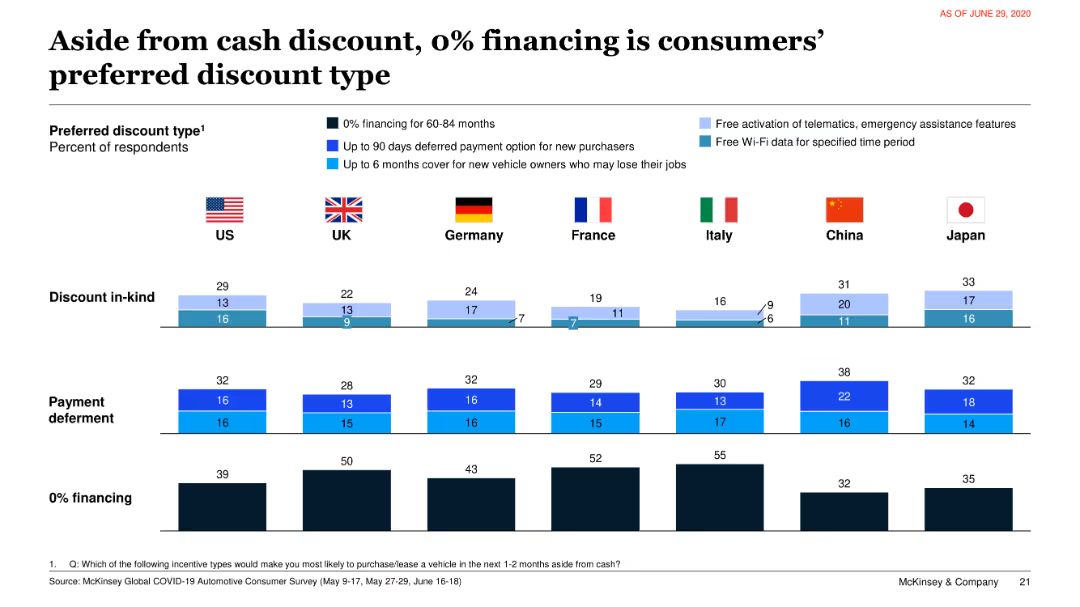 AS OF JUNE 29, 2020
Aside from cash discount, 0% financing is consumers’
preferred discount type
Preferred discount type1
Percent of respondents
0% financing for 60-84 months
Up to 90 days deferred payment option for new purchasers
Up to 6 months cover for new vehicle owners who may lose their jobs
Free activation of telematics, emergency assistance features
Free Wi-Fi data for specified time period
US UK Germany France Italy China Japan
Discount in-kind
29 22 24 19 16 31 33
13 13 17 11 9 20 17
16 9 7 7 6 11 16
Payment
deferment
32 28 32 29 30 38 32
16 13 16 14 13 22 18
16 15 16 15 17 16 14
0% financing
39 50 43 52 55 32 35
1. Q: Which of the following incentive types would make you most likely to purchase/lease a vehicle in the next 1-2 months aside from cash?
Source: McKinsey Global COVID-19 Automotive Consumer Survey (May 9-17, May 27-29, June 16-18)
McKinsey & Company 21